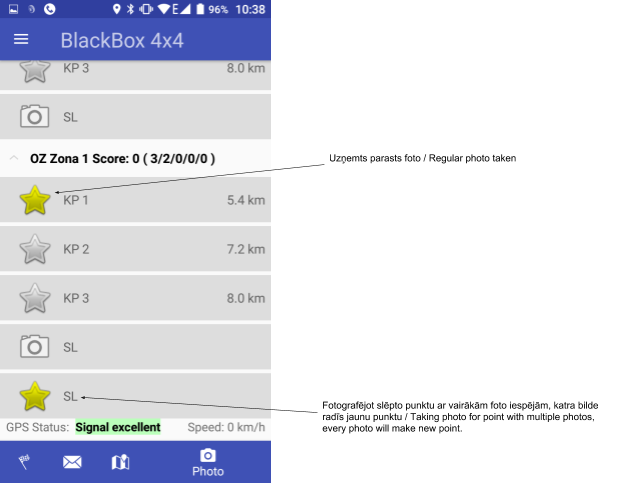 96% 10:38
BlackBox 4x4
KP 3 8.0 km
SL
OZ Zona 1 Score: 0 ( 3/2/0/0/0 )
Uzņemts parasts foto / Regular photo taken
KP 1 5.4 km
KP 2 7.2 km
KP 3 8.0 km
SL
SL
Fotografējot slēpto punktu ar vairākām foto iespējām, katra bilde
radīs jaunu punktu / Taking photo for point with multiple photos,
every photo will make new point.
GPS Status: Signal excellent Speed: 0 km/h
Photo